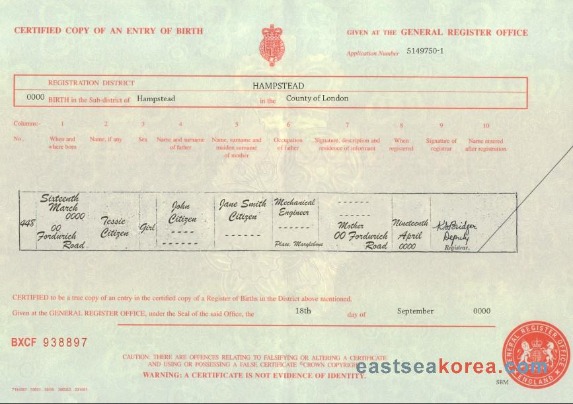 CERTIFIED COPY OF AN ENTRY OF BIRTH
GIVEN AT THE GENERAL REGISTER OFFICE
Application Number 5149750-1
REGISTRATION DISTRICT HAMPSTEAD
0000 BIRTH in the Sub-district of Hampstead in the County of London
Columns:- 1 2 3 4 5 6 7 8 9 10
No. When and where born Name, if any Sex Name and surname of father Name, surname and maiden surname of mother Occupation of father Signature, description and residence of informant When registered Signature of registrar Name entered after registration
448 Sixteenth March 0000 00 Fordwich Road Tessie Citizen Girl John Citizen Jane Smith Citizen Mechanical Engineer Place. Marylebone Mother 00 Fordwich Road Nineteenth April 0000 Deputy Registrar.
CERTIFIED to be a true copy of an entry in the certified copy of a Register of Births in the District above mentioned.
Given at the GENERAL REGISTER OFFICE, under the Seal of the said Office, the 18th day of September 0000
BXCF 938897
CAUTION: THERE ARE OFFENCES RELATING TO FALSIFYING OR ALTERING A CERTIFICATE
AND USING OR POSSESSING A FALSE CERTIFICATE ©CROWN COPYRIGHT
WARNING: A CERTIFICATE IS NOT EVIDENCE OF IDENTITY.
eastseakorea.com
GENERAL REGISTER OFFICE
ENGLAND